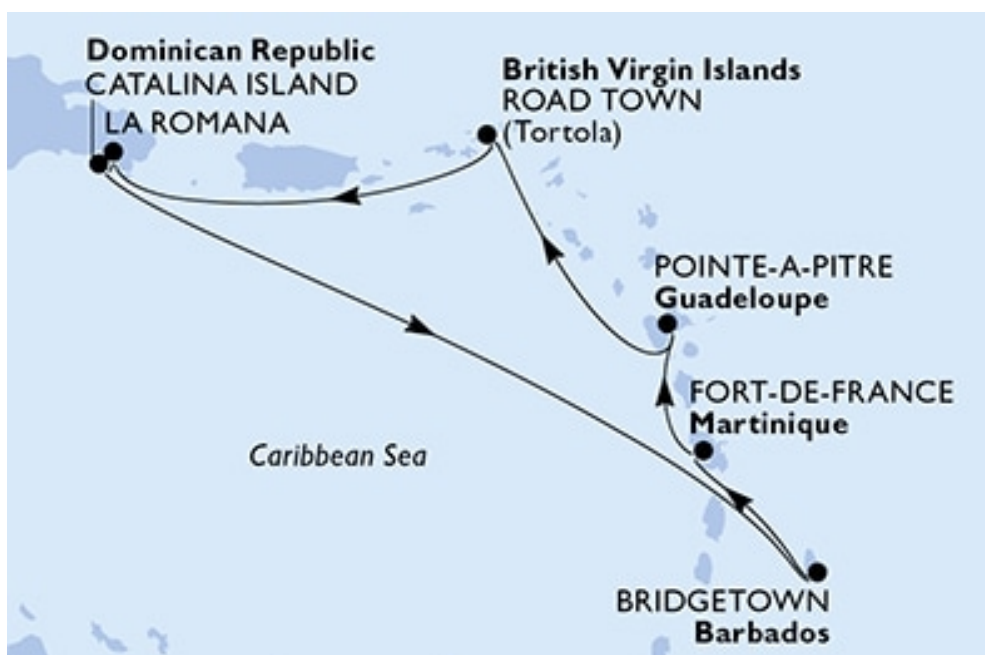 Dominican Republic
CATALINA ISLAND
LA ROMANA
British Virgin Islands
ROAD TOWN
(Tortola)
POINTE-A-PITRE
Guadeloupe
FORT-DE-FRANCE
Martinique
Caribbean Sea
BRIDGETOWN
Barbados